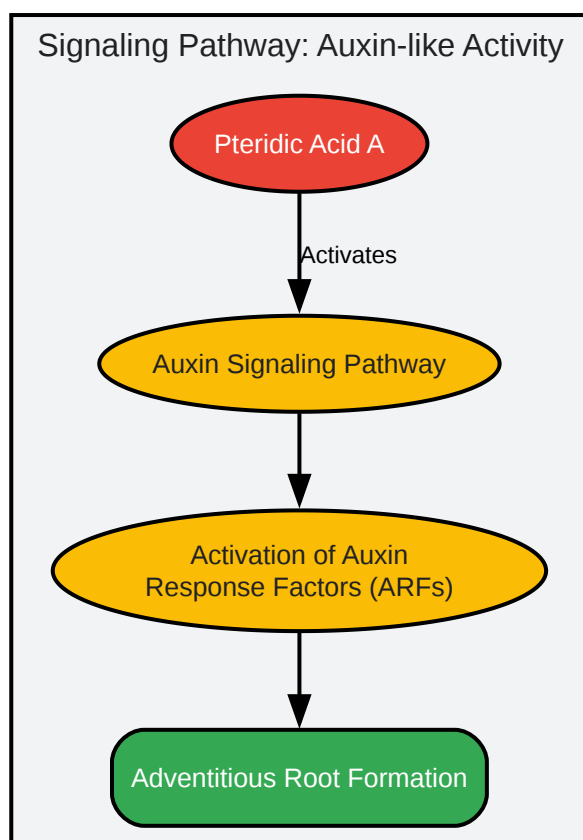 Signaling Pathway: Auxin-like Activity
Pteridic Acid A
Activates
Auxin Signaling Pathway
Activation of Auxin
Response Factors (ARFs)
Adventitious Root Formation